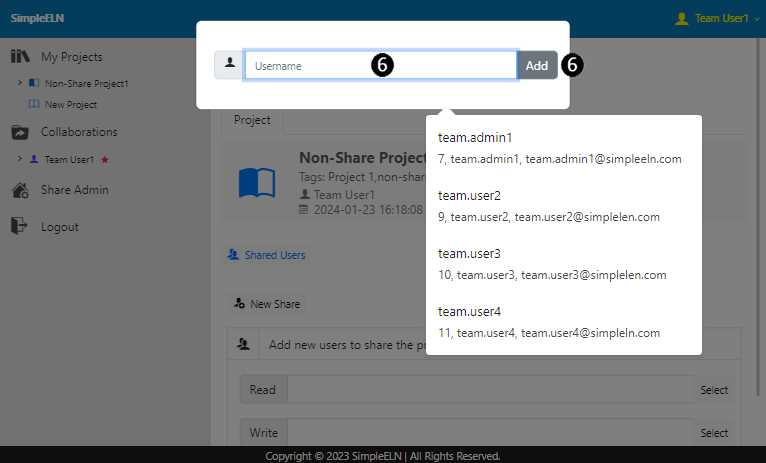 SimpleELN
Team User1
My Projects
Non-Share Project1
New Project
Collaborations
Team User1
Share Admin
Logout
Username
6
Add
6
team.admin1
7, team.admin1, team.admin1@simpleeln.com
team.user2
9, team.user2, team.user2@simplelen.com
team.user3
10, team.user3, team.user3@simplelen.com
team.user4
11, team.user4, team.user4@simpleln.com
Project
Non-Share Projec
Tags: Project 1,non-shar
Team User1
2024-01-23 16:18:08
Shared Users
New Share
Add new users to share the pr
Read
Select
Write
Select
Copyright © 2023 SimpleELN | All Rights Reserved.